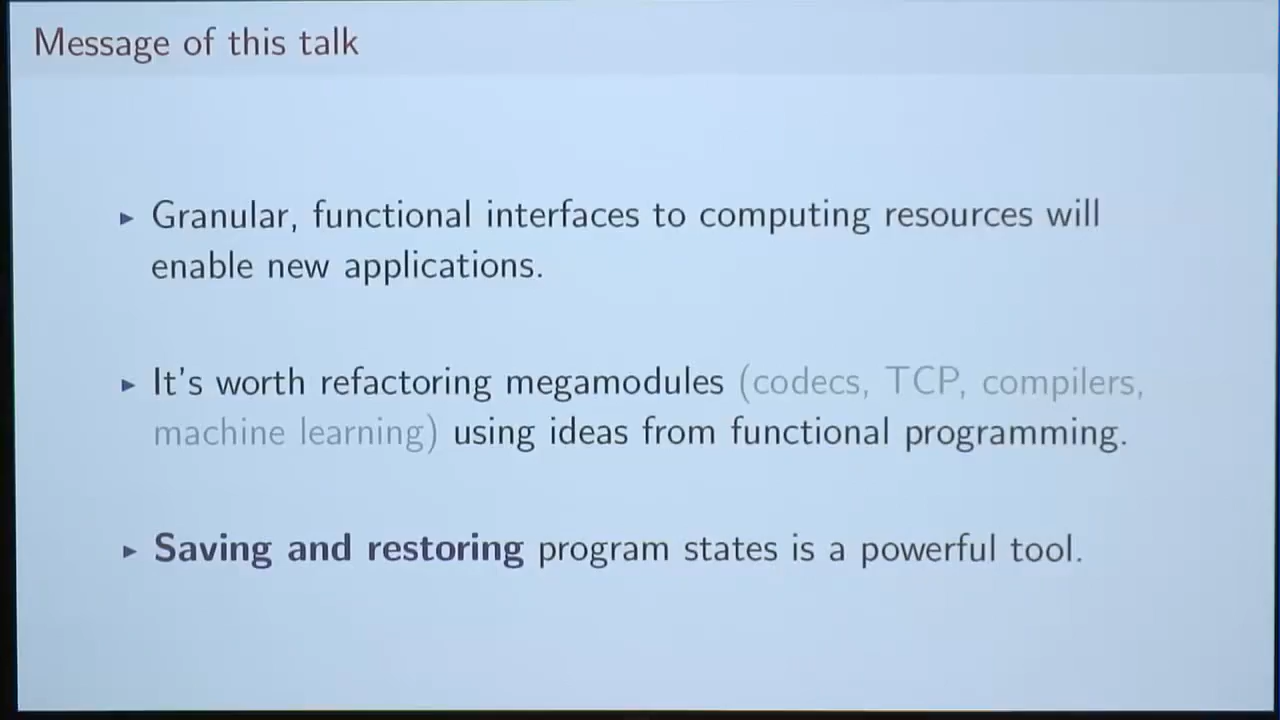 Message of this talk
▸ Granular, functional interfaces to computing resources will
enable new applications.
▸ It's worth refactoring megamodules (codecs, TCP, compilers,
machine learning) using ideas from functional programming.
▸ Saving and restoring program states is a powerful tool.